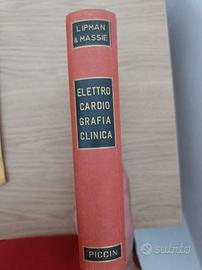 LIPMAN
& MASSIE
ELETTRO
CARDIO
GRAFIA
CLINICA
PICCIN
subito